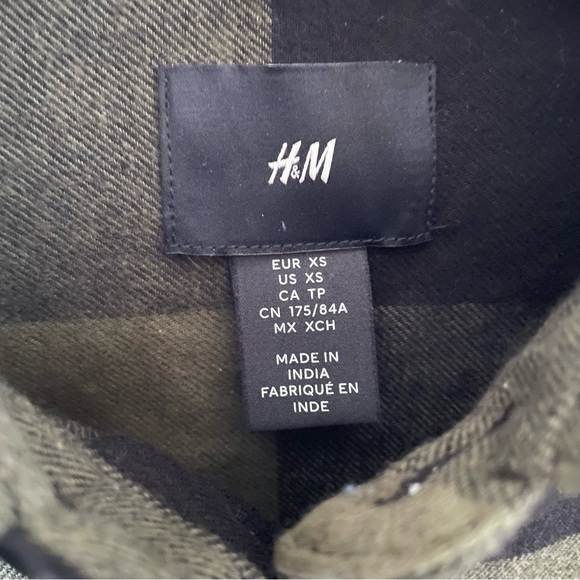 H&M
EUR XS
US XS
CA TP
CN 175/84A
MX XCH
MADE IN
INDIA
FABRIQUÉ EN
INDE